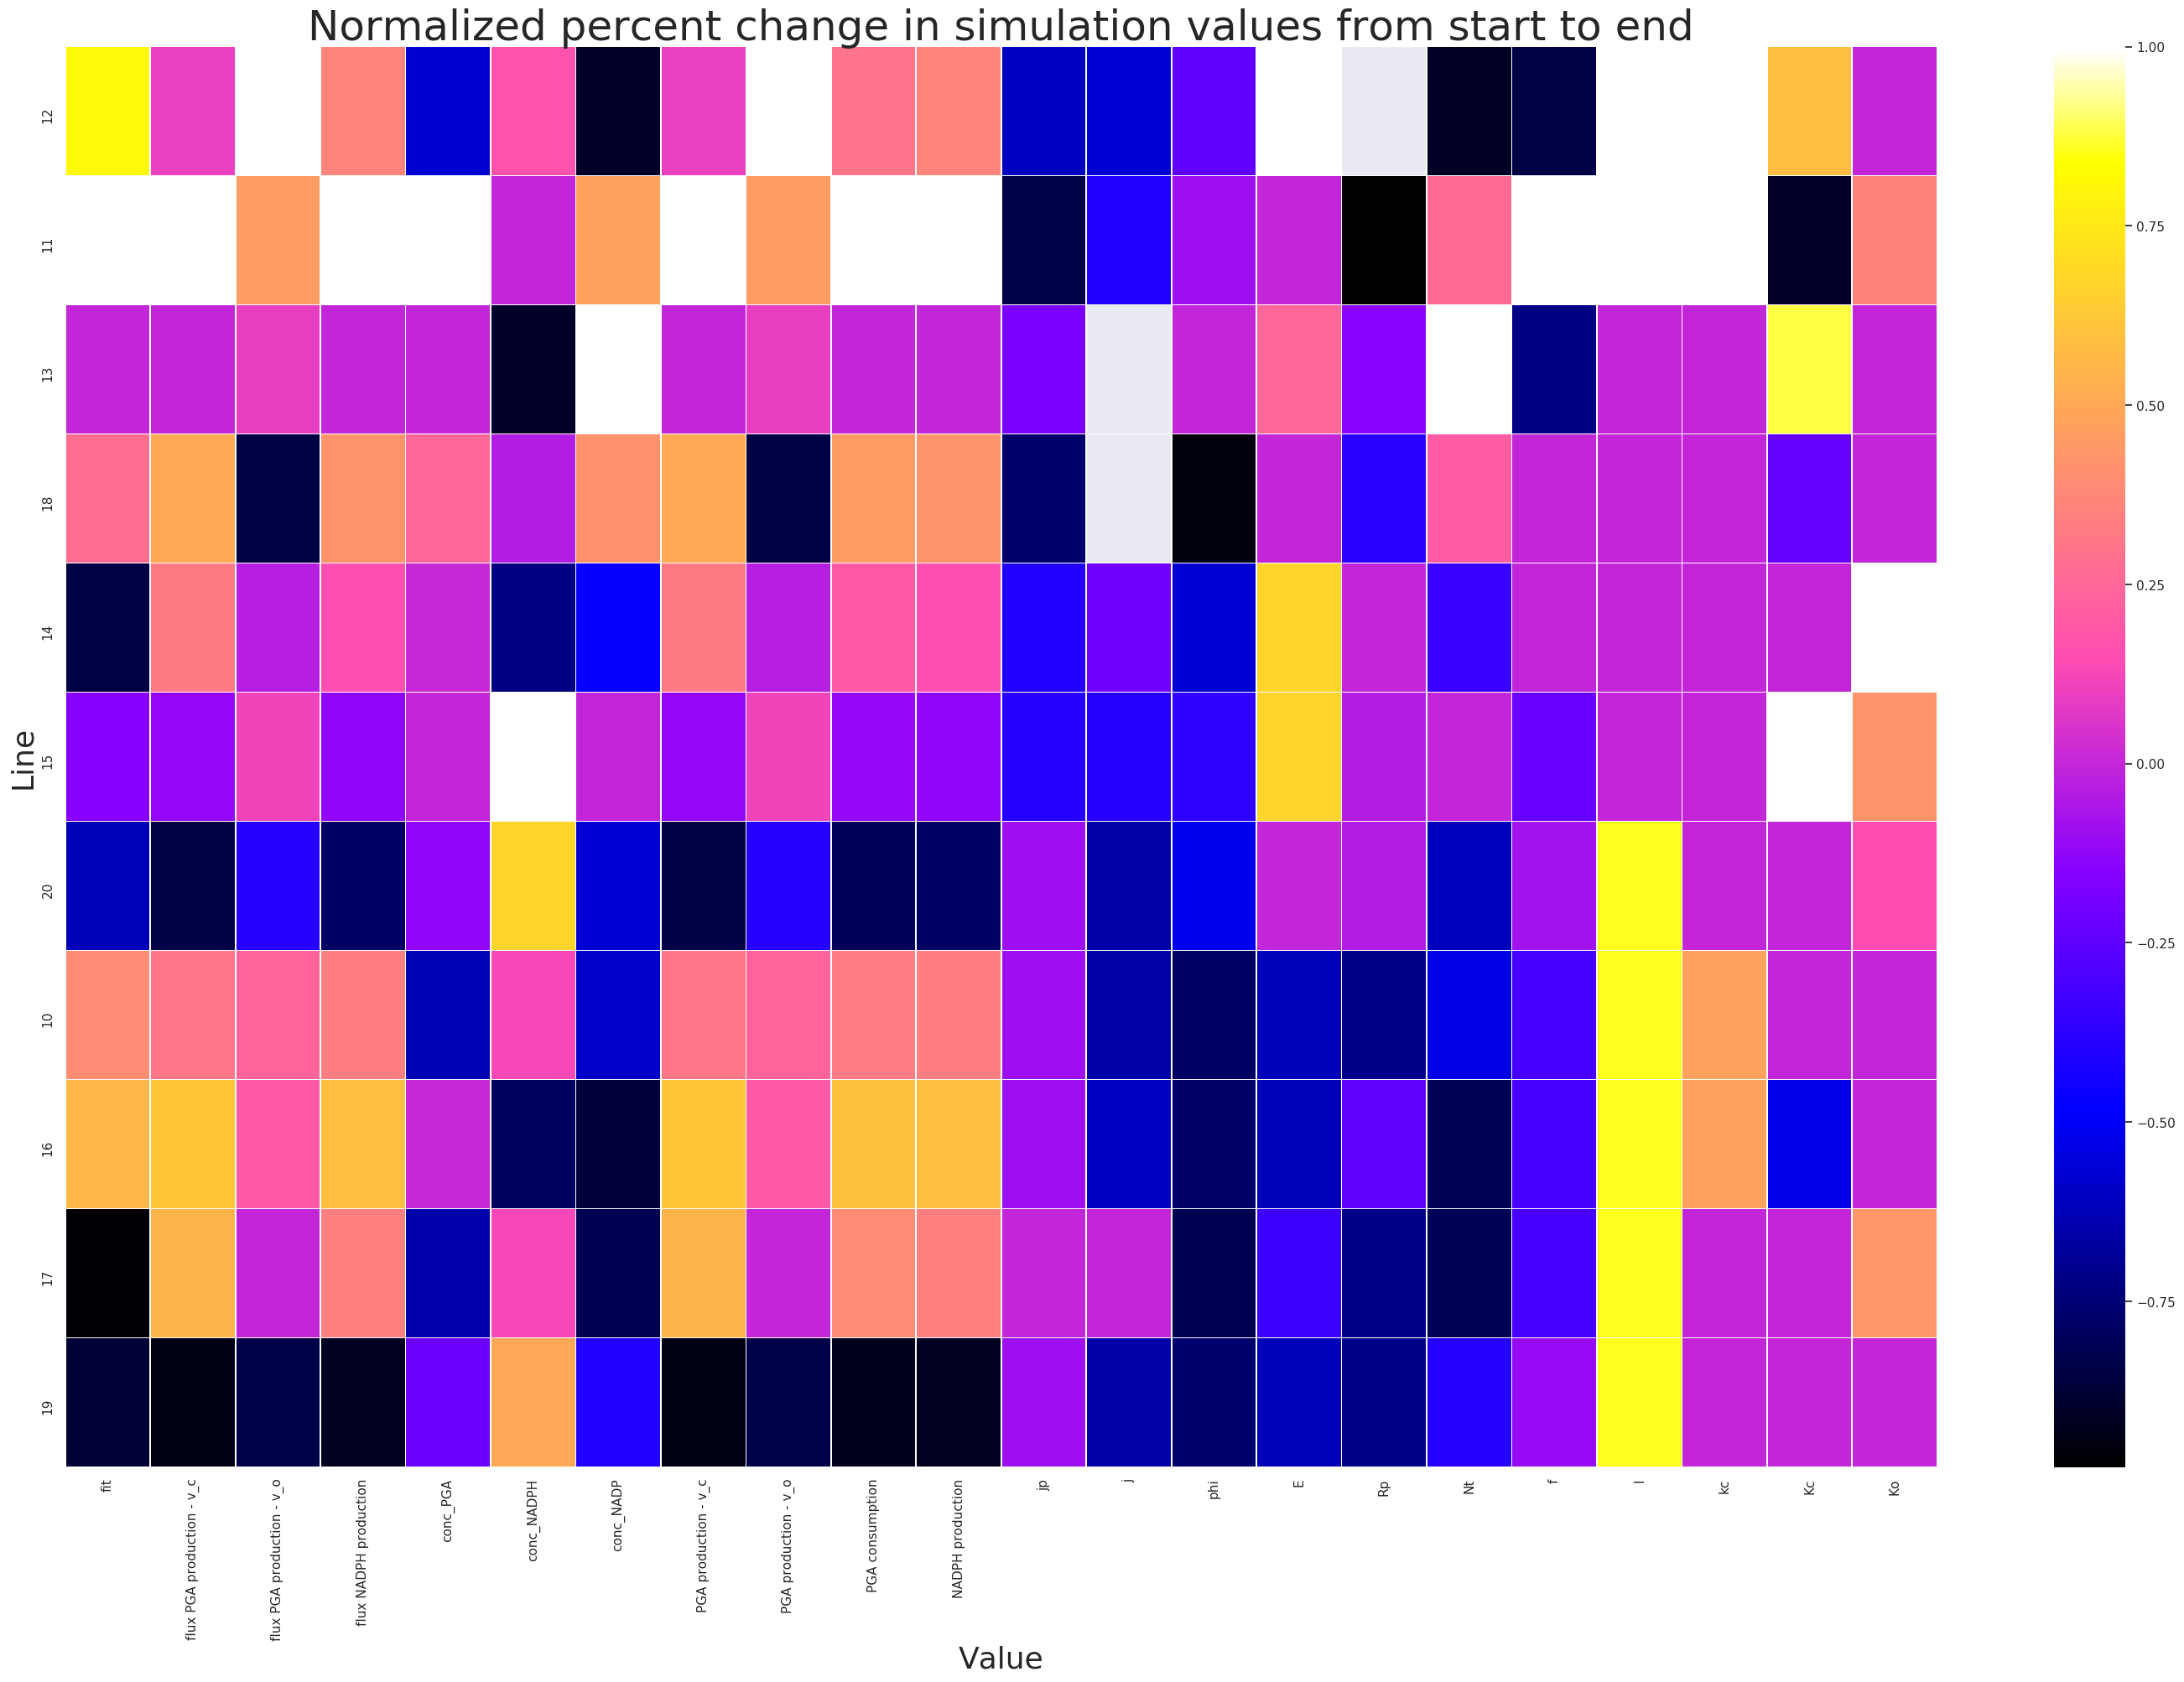 Normalized percent change in simulation values from start to end
Line
12
11
13
18
14
15
20
10
16
17
19
fit
flux PGA production - v_c
flux PGA production - v_o
flux NADPH production
conc_PGA
conc_NADPH
conc_NADP
PGA production - v_c
PGA production - v_o
PGA consumption
NADPH production
jp
j
phi
E
Rp
Nt
f
I
kc
Kc
Ko
Value
1.00
0.75
0.50
0.25
0.00
−0.25
−0.50
−0.75